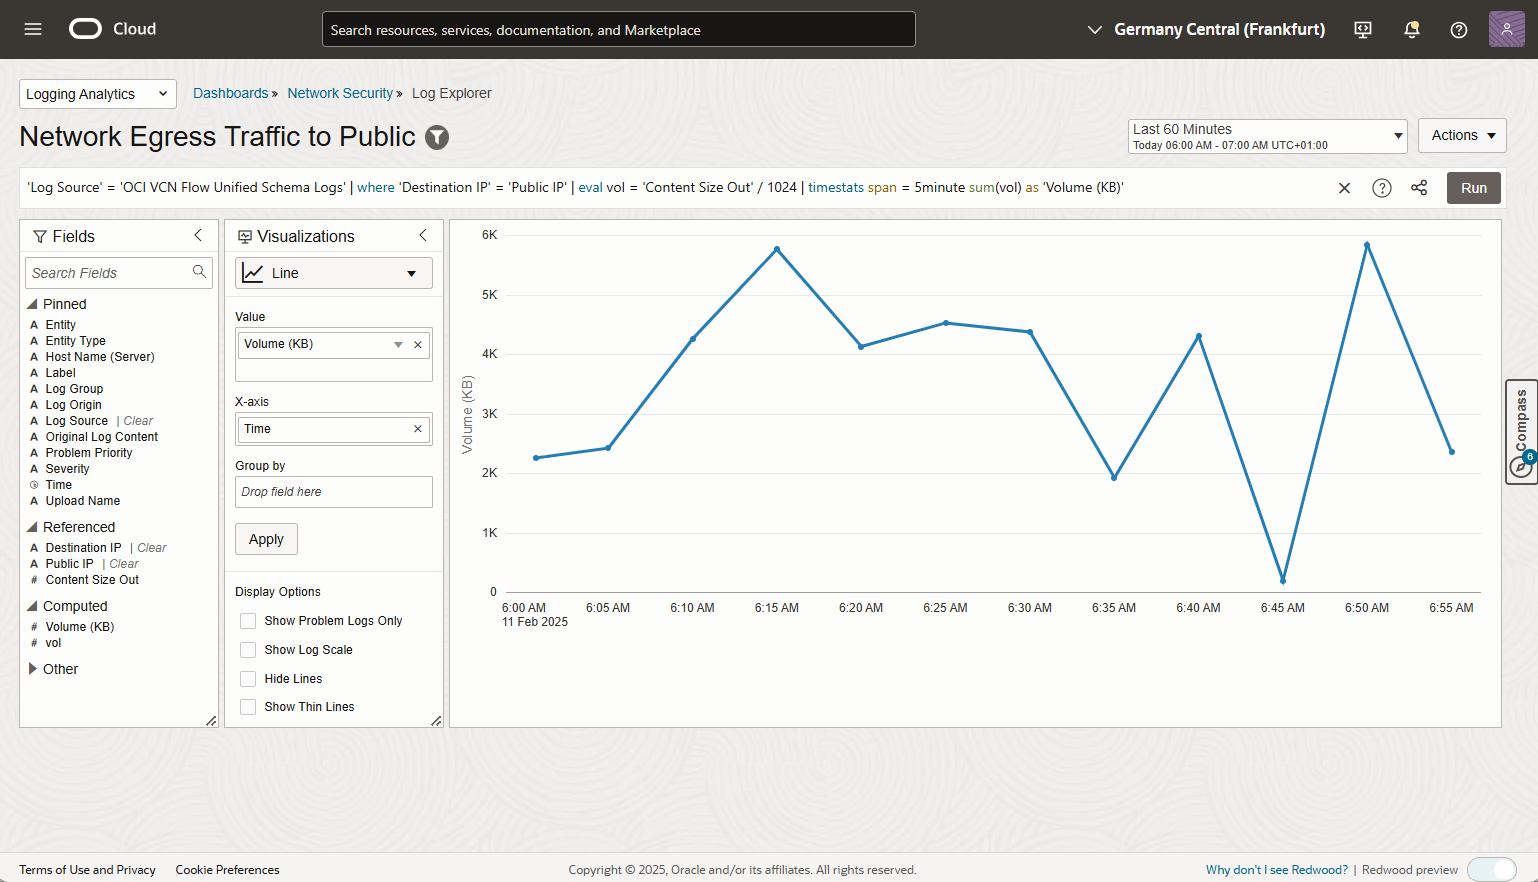 Cloud
Search resources, services, documentation, and Marketplace
Germany Central (Frankfurt)
Logging Analytics
Dashboards » Network Security » Log Explorer
Network Egress Traffic to Public
Last 60 Minutes
Today 06:00 AM - 07:00 AM UTC+01:00
Actions
'Log Source' = 'OCI VCN Flow Unified Schema Logs' | where 'Destination IP' = 'Public IP' | eval vol = 'Content Size Out' / 1024 | timestats span = 5minute sum(vol) as 'Volume (KB)'
Run
Fields
Search Fields
Pinned
A Entity
A Entity Type
A Host Name (Server)
A Label
A Log Group
A Log Origin
A Log Source | Clear
A Original Log Content
A Problem Priority
A Severity
Time
A Upload Name
Referenced
A Destination IP | Clear
A Public IP | Clear
# Content Size Out
Computed
# Volume (KB)
# vol
Other
Visualizations
Line
Value
Volume (KB)
X-axis
Time
Group by
Drop field here
Apply
Display Options
Show Problem Logs Only
Show Log Scale
Hide Lines
Show Thin Lines
Volume (KB)
6K
5K
4K
3K
2K
1K
0
6:00 AM 6:05 AM 6:10 AM 6:15 AM 6:20 AM 6:25 AM 6:30 AM 6:35 AM 6:40 AM 6:45 AM 6:50 AM 6:55 AM
11 Feb 2025
Compass
6
Terms of Use and Privacy
Cookie Preferences
Copyright © 2025, Oracle and/or its affiliates. All rights reserved.
Why don't I see Redwood? | Redwood preview